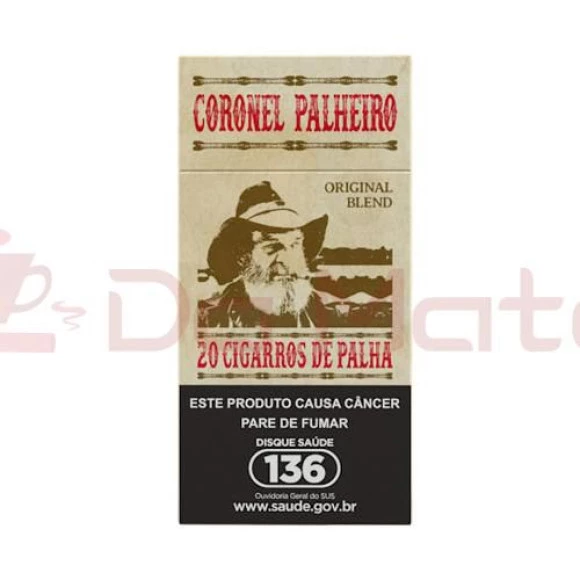 CORONEL PALHEIRO
ORIGINAL
BLEND
20 CIGARROS DE PALHA
ESTE PRODUTO CAUSA CÂNCER
PARE DE FUMAR
DISQUE SAÚDE
136
Ouvidoria Geral do SUS
www.saude.gov.br